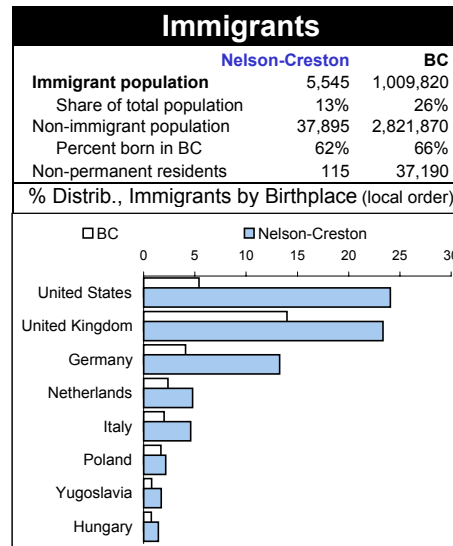 Immigrants
Nelson-Creston BC
Immigrant population 5,545 1,009,820
Share of total population 13% 26%
Non-immigrant population 37,895 2,821,870
Percent born in BC 62% 66%
Non-permanent residents 115 37,190
% Distrib., Immigrants by Birthplace (local order)
BC Nelson-Creston
0 5 10 15 20 25 30
United States
United Kingdom
Germany
Netherlands
Italy
Poland
Yugoslavia
Hungary